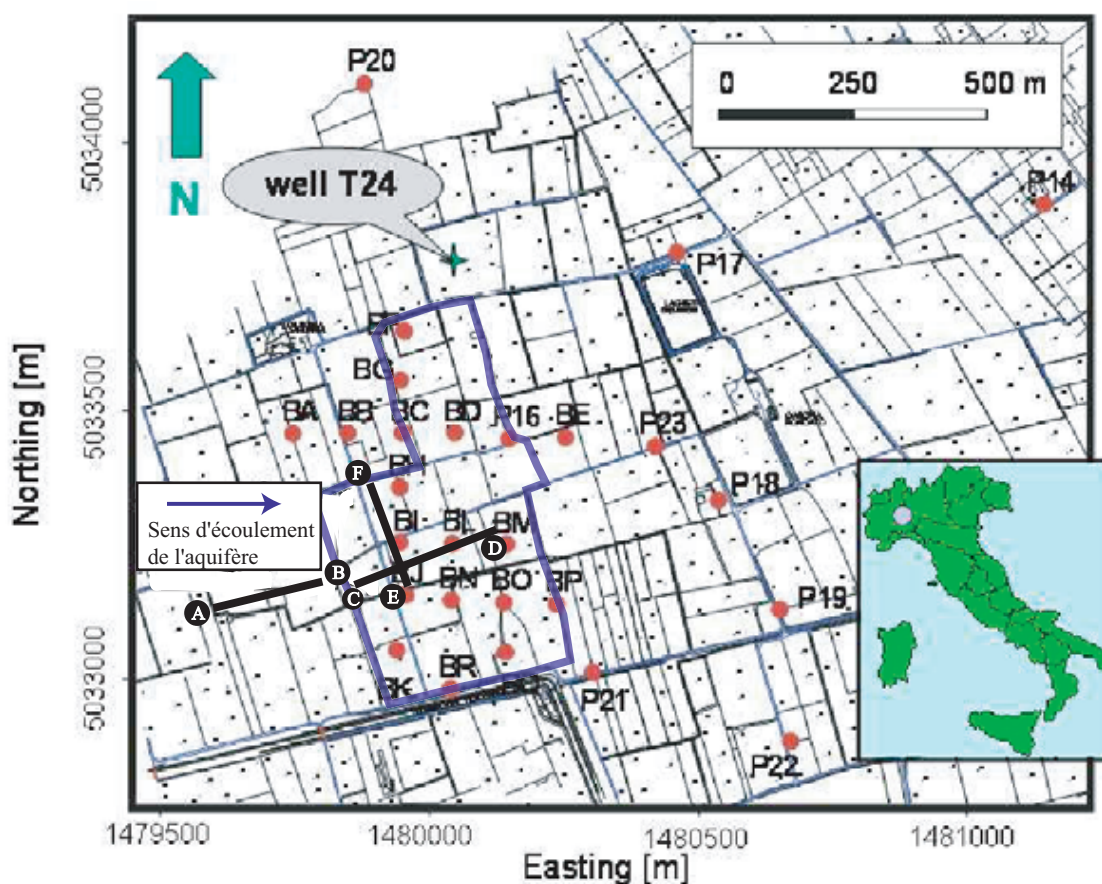 P20
0 250 500 m
5034000
N
well T24
P14
P17
Northing [m]
5033500
BG
BA BB BC BD P16 BE P23
F
P18
Sens d'écoulement
de l'aquifère
BI BL BM
D
B
A
C
E
BN BO BP
P19
BR
BK
P21
5033000
P22
1479500 1480000 1480500 1481000
Easting [m]